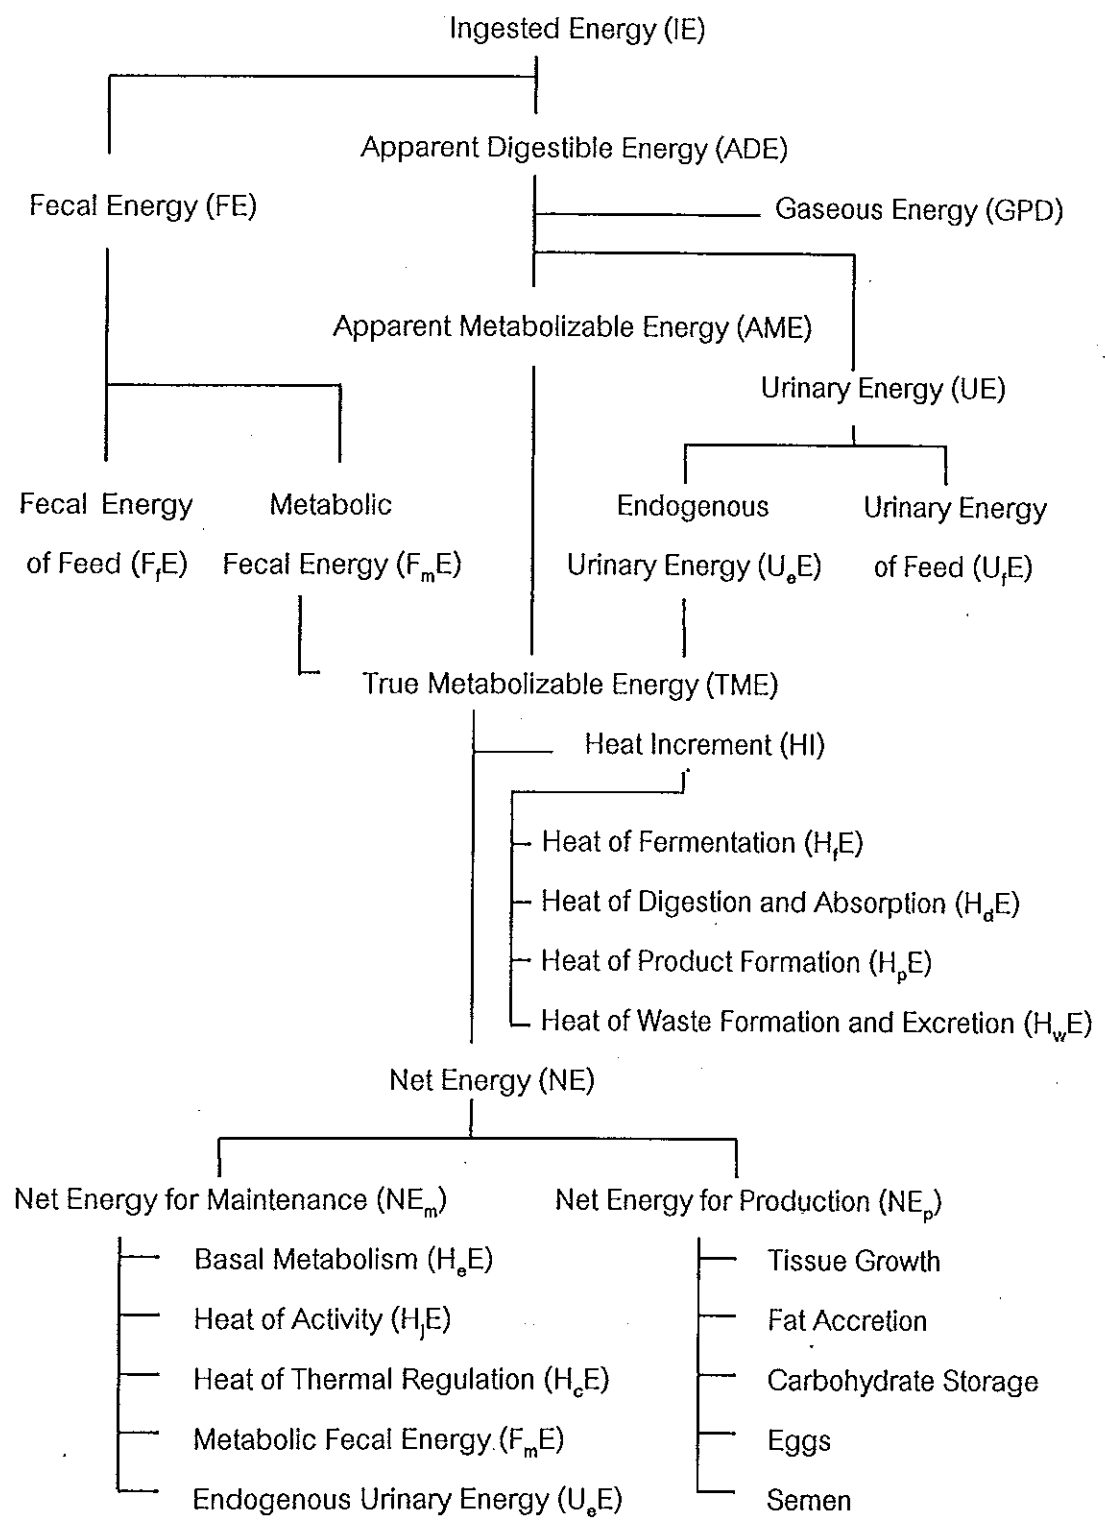 Ingested Energy (IE)
Apparent Digestible Energy (ADE)
Fecal Energy (FE)
Gaseous Energy (GPD)
Apparent Metabolizable Energy (AME)
Urinary Energy (UE)
Fecal Energy
of Feed (FfE)
Metabolic
Fecal Energy (FmE)
Endogenous
Urinary Energy (UeE)
Urinary Energy
of Feed (UfE)
True Metabolizable Energy (TME)
Heat Increment (HI)
Heat of Fermentation (HfE)
Heat of Digestion and Absorption (HdE)
Heat of Product Formation (HpE)
Heat of Waste Formation and Excretion (HwE)
Net Energy (NE)
Net Energy for Maintenance (NEm)
Basal Metabolism (HeE)
Heat of Activity (HjE)
Heat of Thermal Regulation (HcE)
Metabolic Fecal Energy (FmE)
Endogenous Urinary Energy (UeE)
Net Energy for Production (NEp)
Tissue Growth
Fat Accretion
Carbohydrate Storage
Eggs
Semen